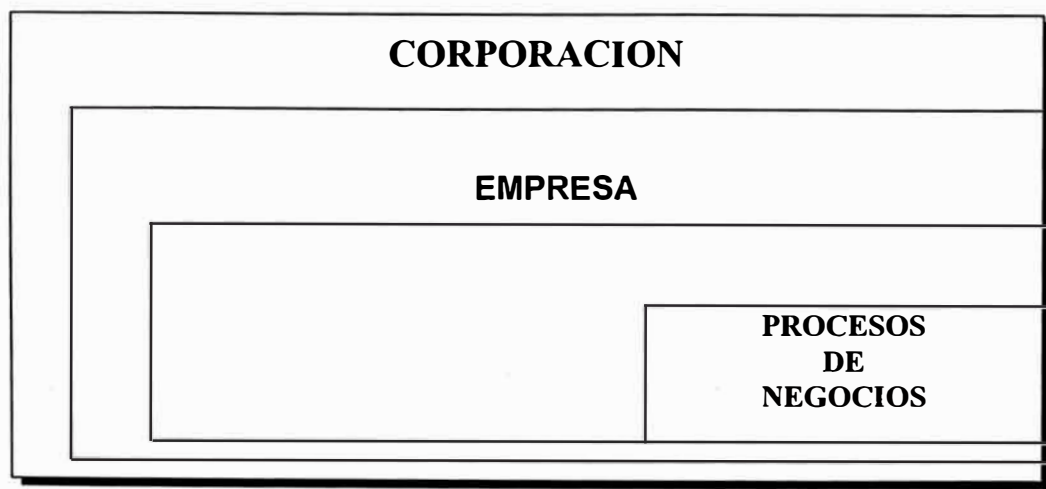 CORPORACION
EMPRESA
PROCESOS
DE
NEGOCIOS